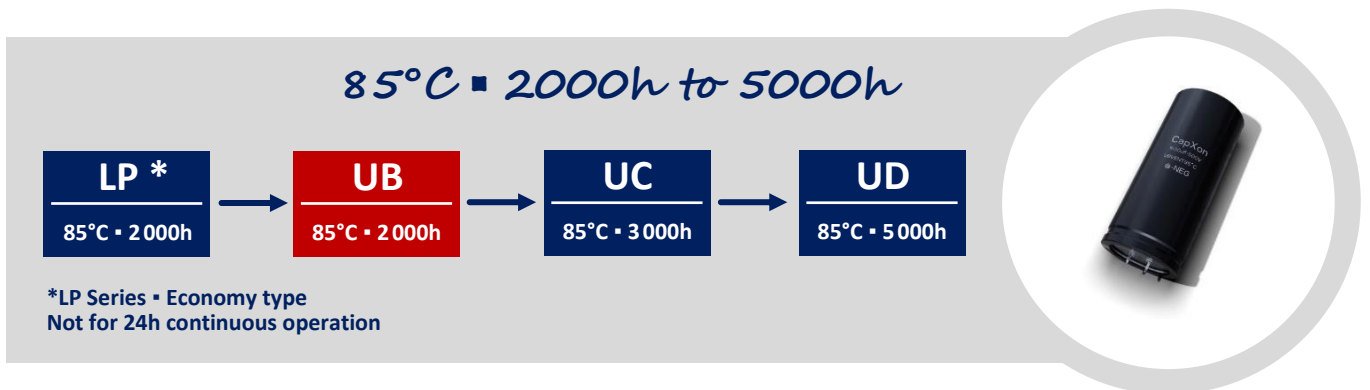 85°C ▪ 2000h to 5000h
LP *
85°C ▪ 2000h
UB
85°C ▪ 2000h
UC
85°C ▪ 3000h
UD
85°C ▪ 5000h
*LP Series ▪ Economy type
Not for 24h continuous operation
CapXon
-NEG